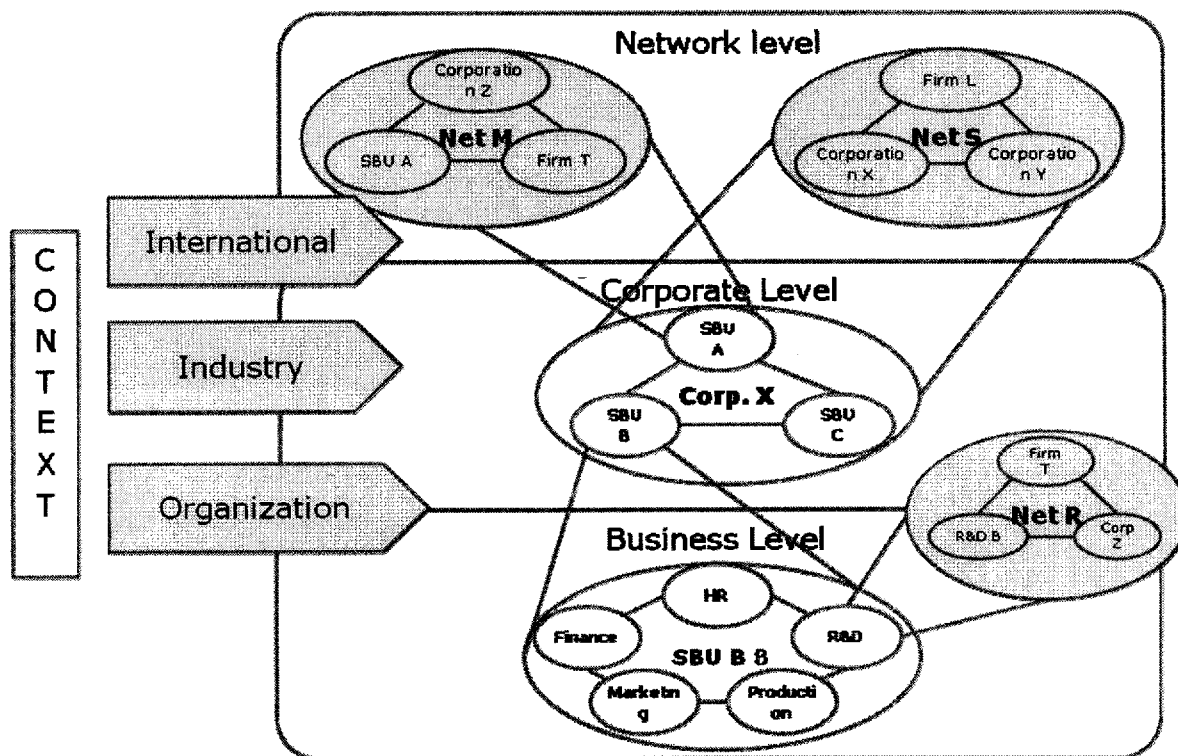 Network level
Corporatio
n Z
Net M
SBU A
Firm T
Firm L
Net S
Corporatio
n X
Corporatio
n Y
C
O
N
T
E
X
T
International
Industry
Organization
Corporate Level
SBU
A
Corp. X
SBU
B
SBU
C
Firm
T
Net R
R&D B
Corp
Z
Business Level
HR
Finance
R&D
SBU B B
Marketin
g
Producti
on